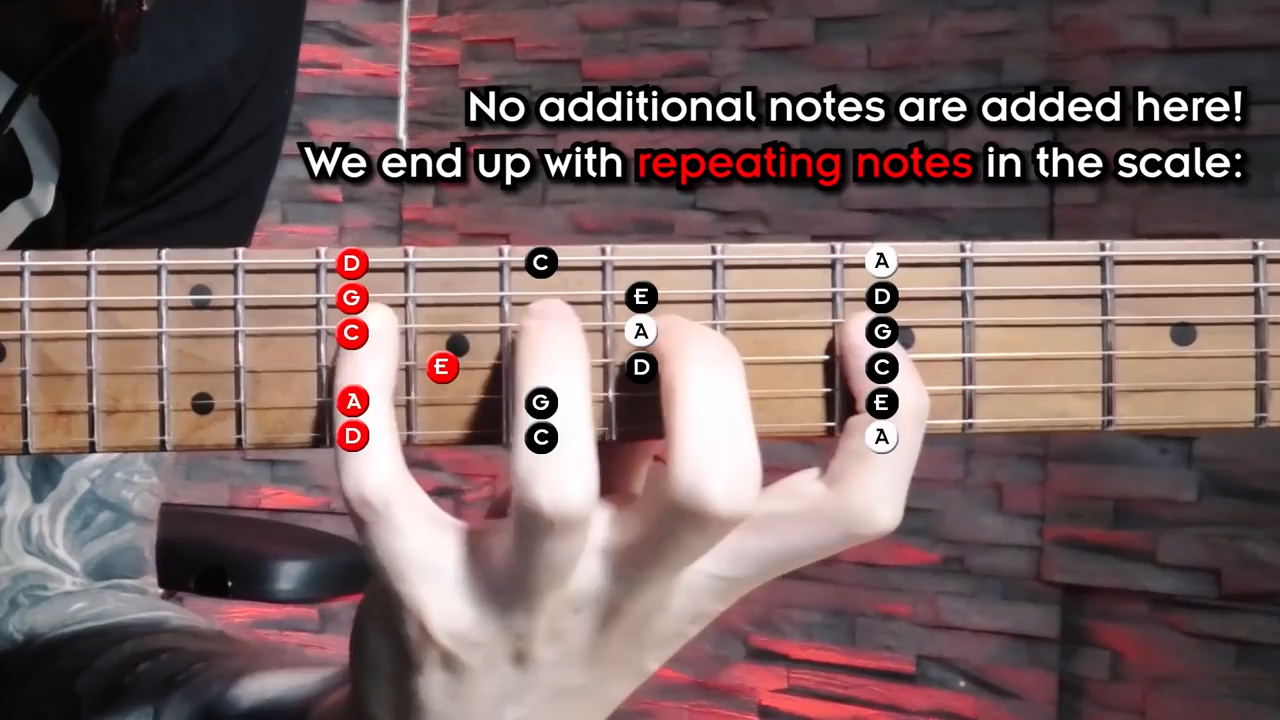 No additional notes are added here!
We end up with repeating notes in the scale:
D C A
G E D
C A G
E D C
A G E
D C A